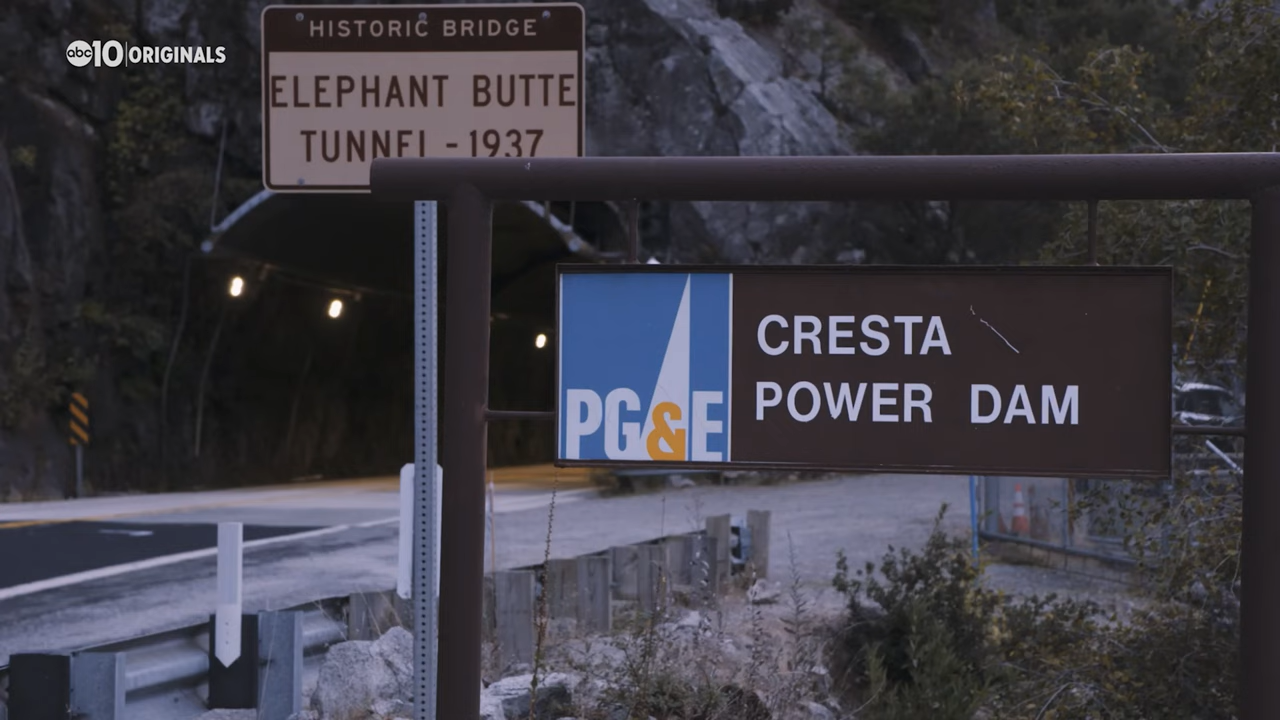 abc10 ORIGINALS
HISTORIC BRIDGE
ELEPHANT BUTTE
TUNNEL - 1937
PG&E
CRESTA
POWER DAM